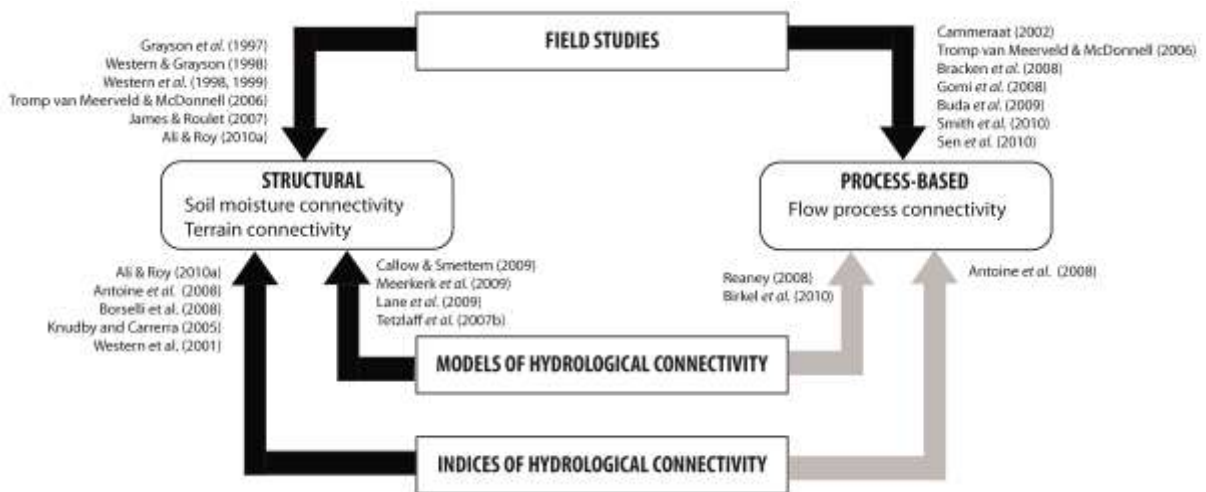 FIELD STUDIES
Grayson et al. (1997)
Western & Grayson (1998)
Western et al. (1998, 1999)
Tromp van Meerveld & McDonnell (2006)
James & Roulet (2007)
Ali & Roy (2010a)
Cammeraat (2002)
Tromp van Meerveld & McDonnell (2006)
Bracken et al. (2008)
Gomi et al. (2008)
Buda et al. (2009)
Smith et al. (2010)
Sen et al. (2010)
STRUCTURAL
Soil moisture connectivity
Terrain connectivity
PROCESS-BASED
Flow process connectivity
Ali & Roy (2010a)
Antoine et al. (2008)
Borselli et al. (2008)
Knudby and Carrerra (2005)
Western et al. (2001)
Callow & Smettem (2009)
Meerkerk et al. (2009)
Lane et al. (2009)
Tetzlaff et al. (2007b)
Reaney (2008)
Birkel et al. (2010)
Antoine et al. (2008)
MODELS OF HYDROLOGICAL CONNECTIVITY
INDICES OF HYDROLOGICAL CONNECTIVITY